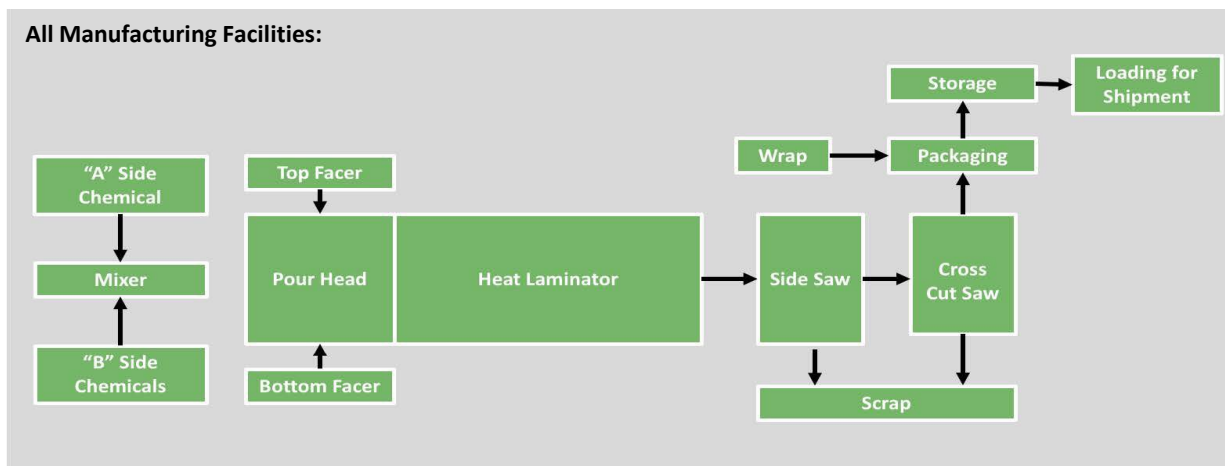 All Manufacturing Facilities:
Storage
Loading for
Shipment
Wrap
Packaging
“A” Side
Chemical
Top Facer
Mixer
Pour Head
Heat Laminator
Side Saw
Cross
Cut Saw
“B” Side
Chemicals
Bottom Facer
Scrap